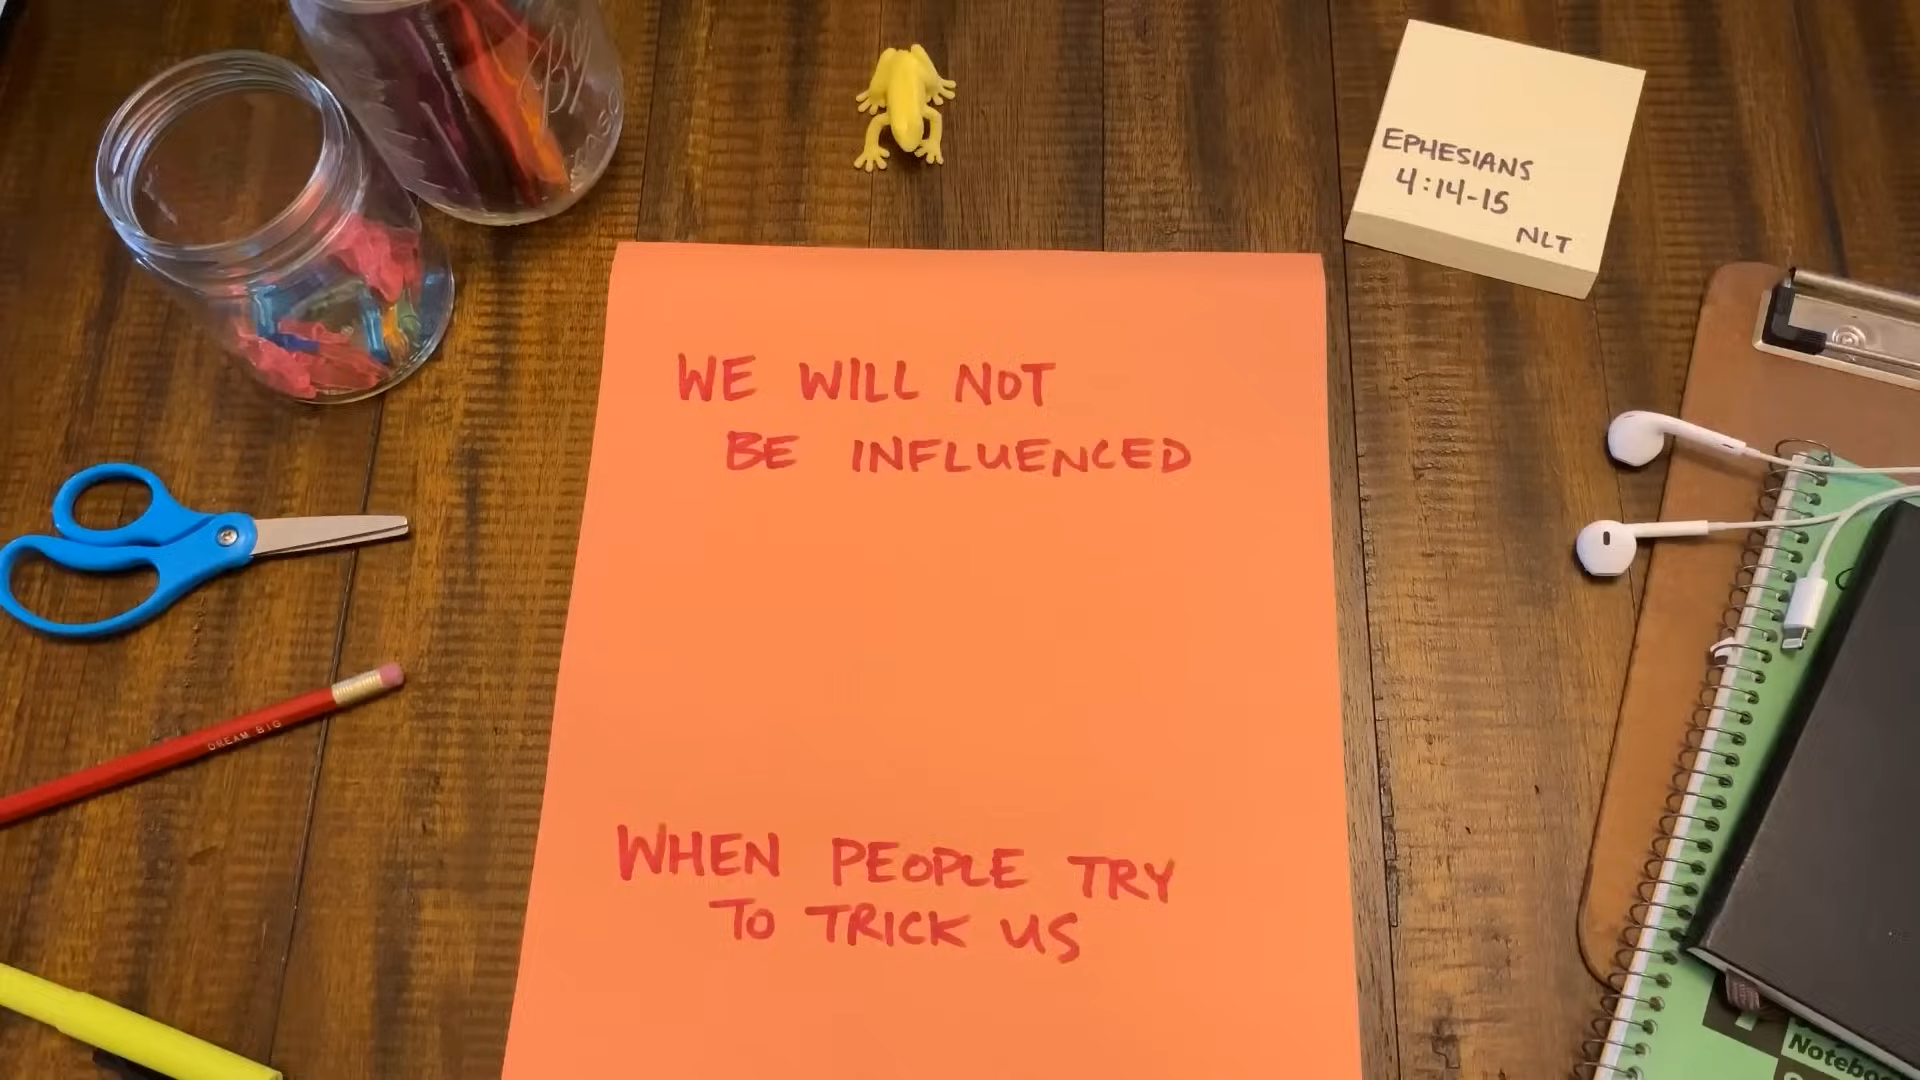 EPHESIANS
4:14-15
NLT
WE WILL NOT
BE INFLUENCED
WHEN PEOPLE TRY
TO TRICK US
DREAM BIG